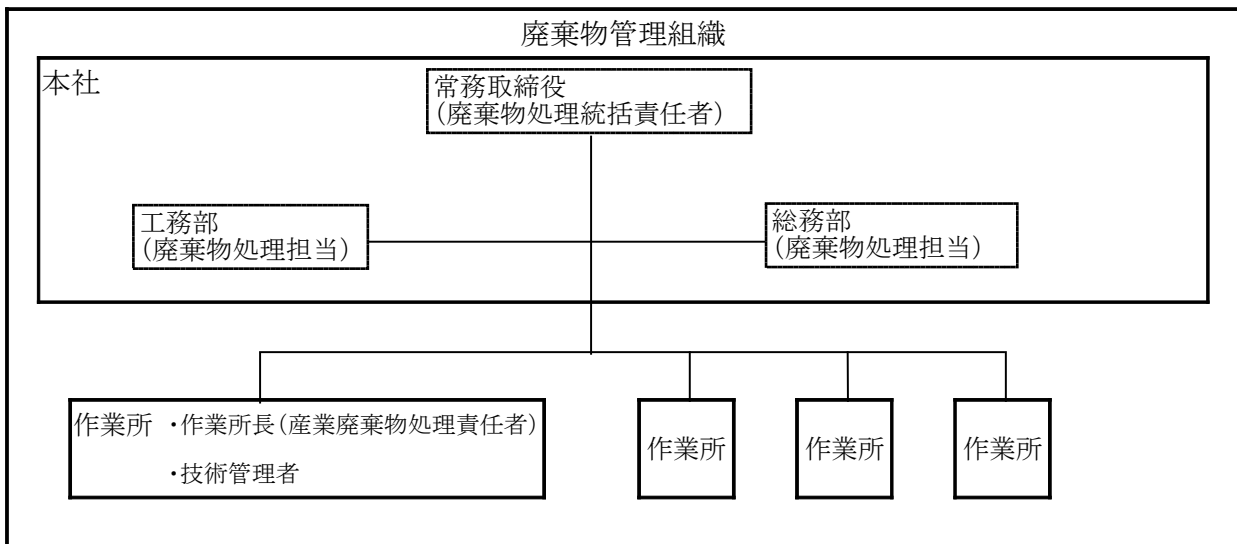 廃棄物管理組織
本社
常務取締役
(廃棄物処理統括責任者)
工務部
(廃棄物処理担当)
総務部
(廃棄物処理担当)
作業所 ・作業所長(産業廃棄物処理責任者)
・技術管理者
作業所
作業所
作業所